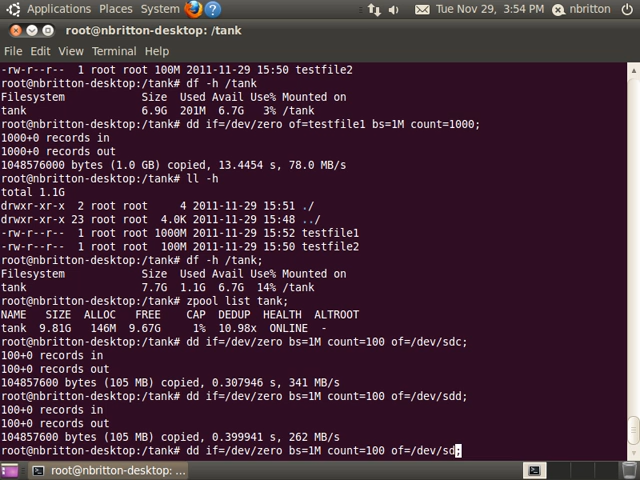 Applications Places System ? Tue Nov 29, 3:54 PM nbritton
root@nbritton-desktop: /tank
File Edit View Terminal Help
-rw-r--r-- 1 root root 100M 2011-11-29 15:50 testfile2
root@nbritton-desktop:/tank# df -h /tank
Filesystem Size Used Avail Use% Mounted on
tank 6.9G 201M 6.7G 3% /tank
root@nbritton-desktop:/tank# dd if=/dev/zero of=testfile1 bs=1M count=1000;
1000+0 records in
1000+0 records out
1048576000 bytes (1.0 GB) copied, 13.4454 s, 78.0 MB/s
root@nbritton-desktop:/tank# ll -h
total 1.1G
drwxr-xr-x 2 root root 4 2011-11-29 15:51 ./
drwxr-xr-x 23 root root 4.0K 2011-11-29 15:48 ../
-rw-r--r-- 1 root root 1000M 2011-11-29 15:52 testfile1
-rw-r--r-- 1 root root 100M 2011-11-29 15:50 testfile2
root@nbritton-desktop:/tank# df -h /tank;
Filesystem Size Used Avail Use% Mounted on
tank 7.7G 1.1G 6.7G 14% /tank
root@nbritton-desktop:/tank# zpool list tank;
NAME SIZE ALLOC FREE CAP DEDUP HEALTH ALTROOT
tank 9.81G 146M 9.67G 1% 10.98x ONLINE -
root@nbritton-desktop:/tank# dd if=/dev/zero bs=1M count=100 of=/dev/sdc;
100+0 records in
100+0 records out
104857600 bytes (105 MB) copied, 0.307946 s, 341 MB/s
root@nbritton-desktop:/tank# dd if=/dev/zero bs=1M count=100 of=/dev/sdd;
100+0 records in
100+0 records out
104857600 bytes (105 MB) copied, 0.399941 s, 262 MB/s
root@nbritton-desktop:/tank# dd if=/dev/zero bs=1M count=100 of=/dev/sd;
root@nbritton-desktop: ...